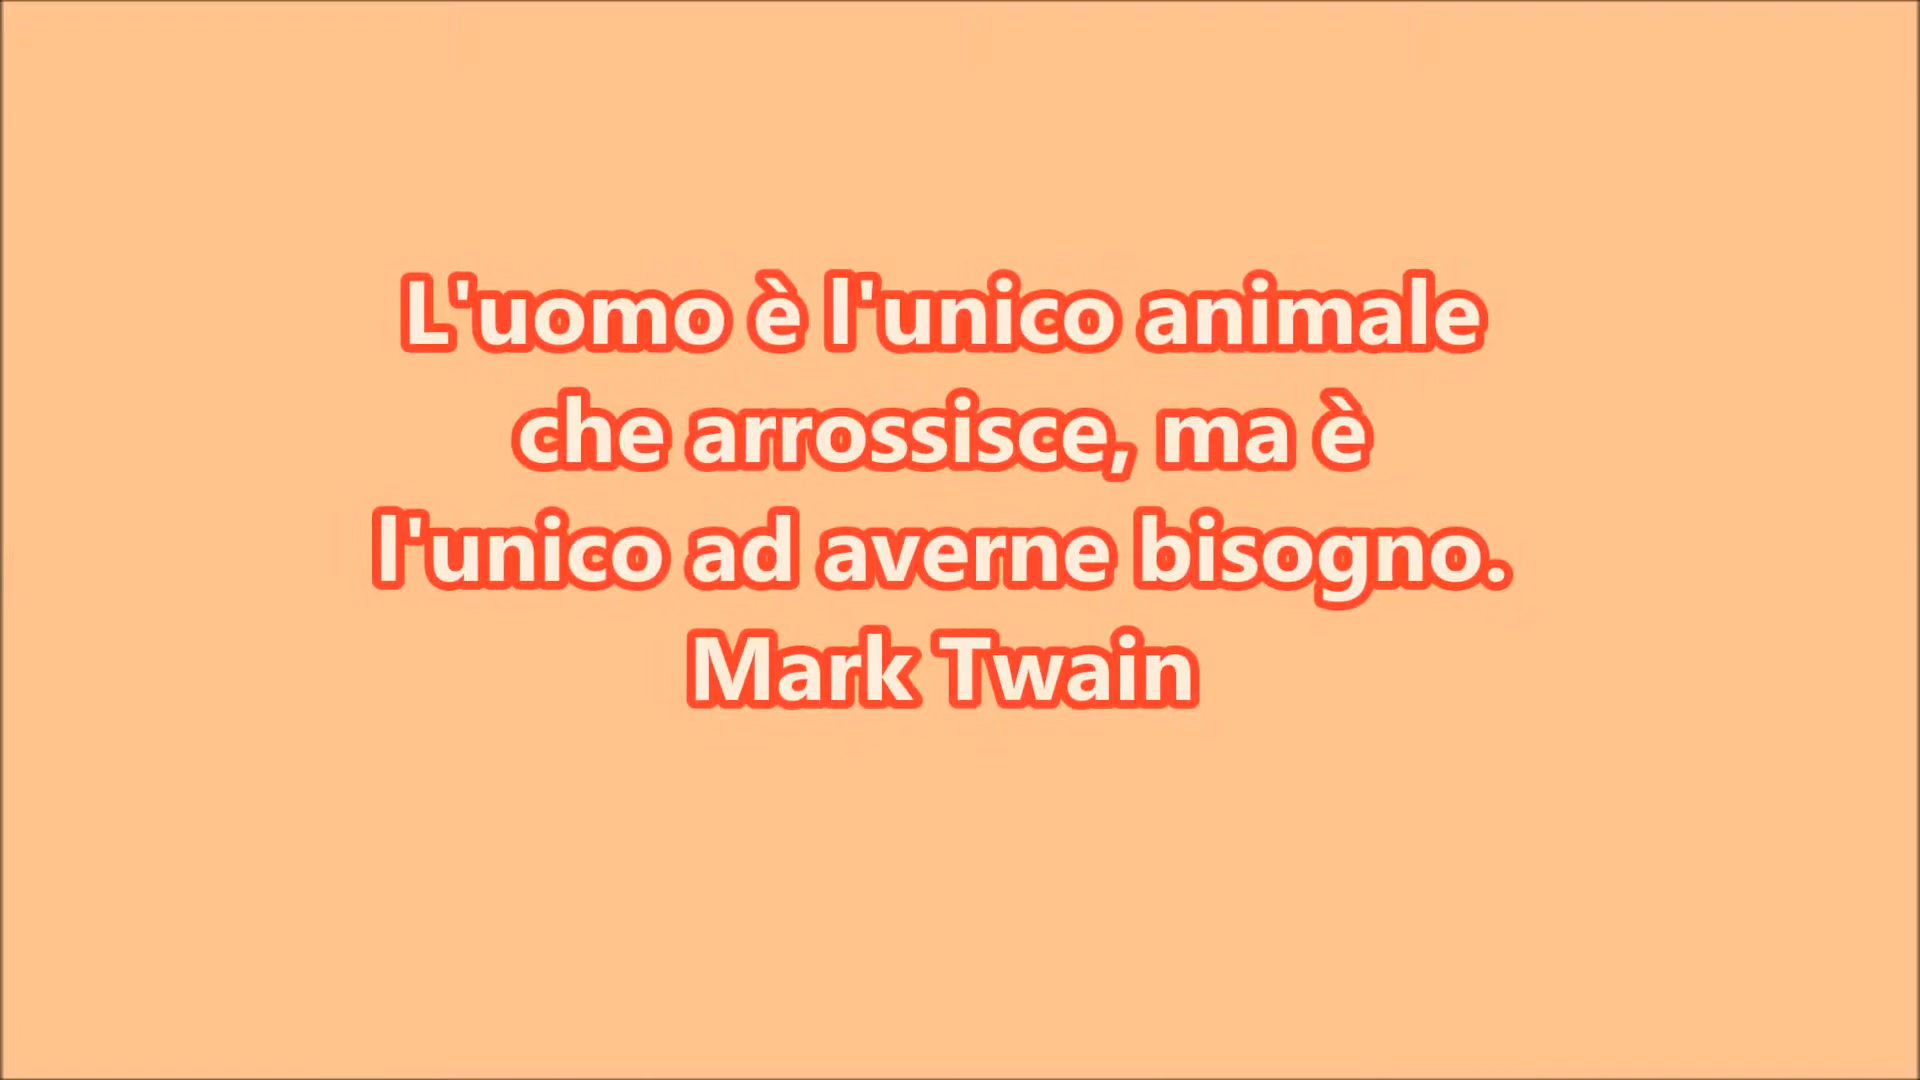 L'uomo è l'unico animale
che arrossisce, ma è
l'unico ad averne bisogno.
Mark Twain